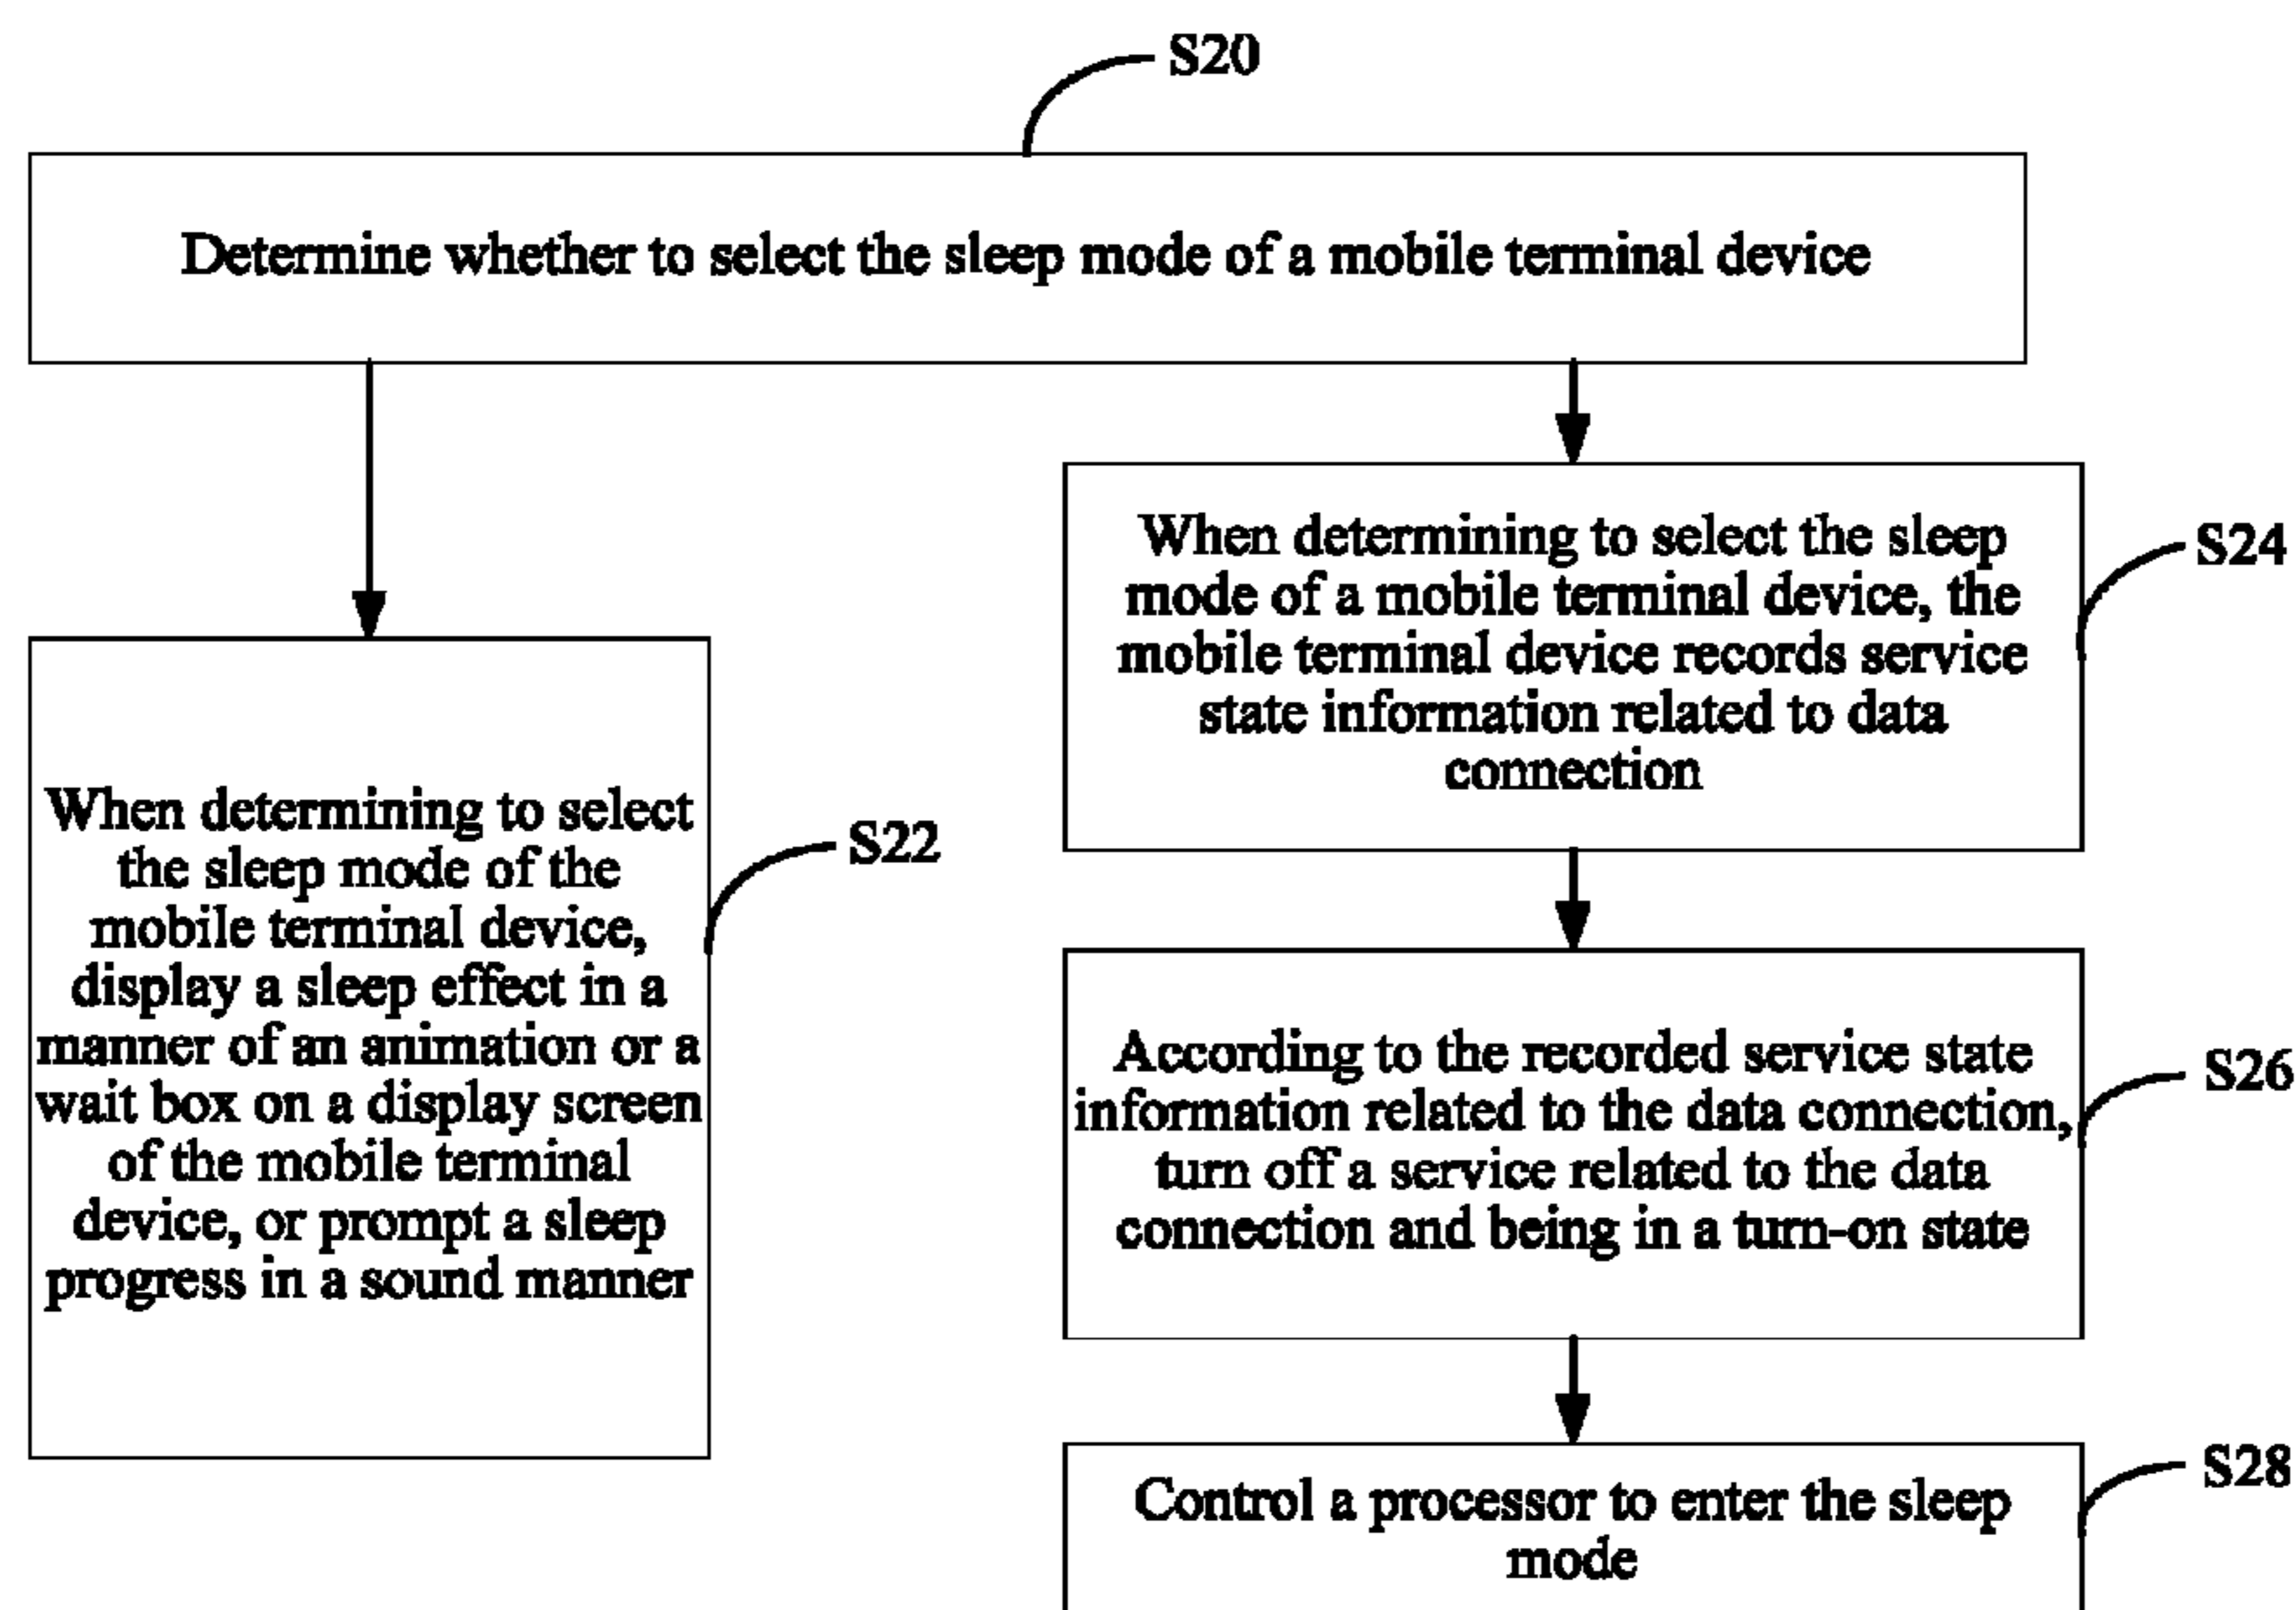 S20
Determine whether to select the sleep mode of a mobile terminal device
When determining to select the sleep
mode of a mobile terminal device, the
mobile terminal device records service
state information related to data
connection
S24
When determining to select
the sleep mode of the
mobile terminal device,
display a sleep effect in a
manner of an animation or a
wait box on a display screen
of the mobile terminal
device, or prompt a sleep
progress in a sound manner
S22
According to the recorded service state
information related to the data connection,
turn off a service related to the data
connection and being in a turn-on state
S26
Control a processor to enter the sleep
mode
S28